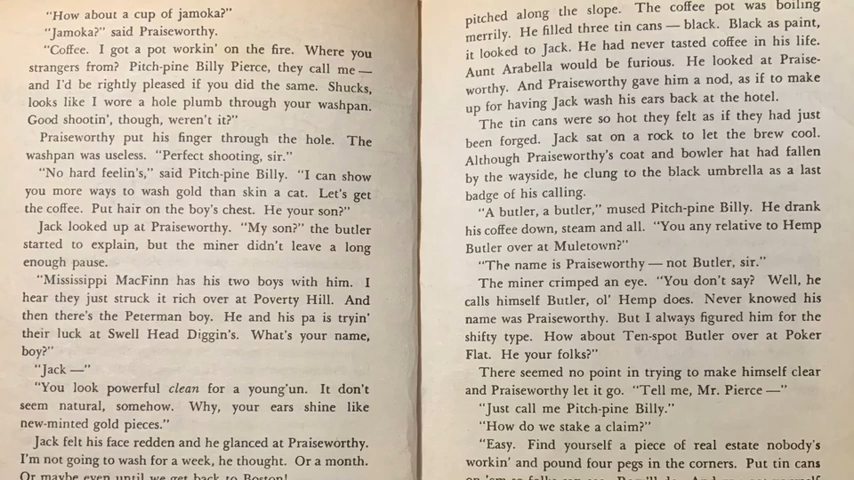 "How about a cup of jamoka?"
"Jamoka?" said Praiseworthy.
"Coffee. I got a pot workin' on the fire. Where you
strangers from? Pitch-pine Billy Pierce, they call me —
and I'd be rightly pleased if you did the same. Shucks,
looks like I wore a hole plumb through your washpan.
Good shootin', though, weren't it?"
Praiseworthy put his finger through the hole. The
washpan was useless. "Perfect shooting, sir."
"No hard feelin's," said Pitch-pine Billy. "I can show
you more ways to wash gold than skin a cat. Let's get
the coffee. Put hair on the boy's chest. He your son?"
Jack looked up at Praiseworthy. "My son?" the butler
started to explain, but the miner didn't leave a long
enough pause.
"Mississippi MacFinn has his two boys with him. I
hear they just struck it rich over at Poverty Hill. And
then there's the Peterman boy. He and his pa is tryin'
their luck at Swell Head Diggin's. What's your name,
boy?"
"Jack —"
"You look powerful clean for a young'un. It don't
seem natural, somehow. Why, your ears shine like
new-minted gold pieces."
Jack felt his face redden and he glanced at Praiseworthy.
I'm not going to wash for a week, he thought. Or a month.
Or maybe even until we get back to Boston!
pitched along the slope. The coffee pot was boiling
merrily. He filled three tin cans — black. Black as paint,
it looked to Jack. He had never tasted coffee in his life.
Aunt Arabella would be furious. He looked at Praise-
worthy. And Praiseworthy gave him a nod, as if to make
up for having Jack wash his ears back at the hotel.
The tin cans were so hot they felt as if they had just
been forged. Jack sat on a rock to let the brew cool.
Although Praiseworthy's coat and bowler hat had fallen
by the wayside, he clung to the black umbrella as a last
badge of his calling.
"A butler, a butler," mused Pitch-pine Billy. He drank
his coffee down, steam and all. "You any relative to Hemp
Butler over at Muletown?"
"The name is Praiseworthy — not Butler, sir."
The miner crimped an eye. "You don't say? Well, he
calls himself Butler, ol' Hemp does. Never knowed his
name was Praiseworthy. But I always figured him for the
shifty type. How about Ten-spot Butler over at Poker
Flat. He your folks?"
There seemed no point in trying to make himself clear
and Praiseworthy let it go. "Tell me, Mr. Pierce —"
"Just call me Pitch-pine Billy."
"How do we stake a claim?"
"Easy. Find yourself a piece of real estate nobody's
workin' and pound four pegs in the corners. Put tin cans